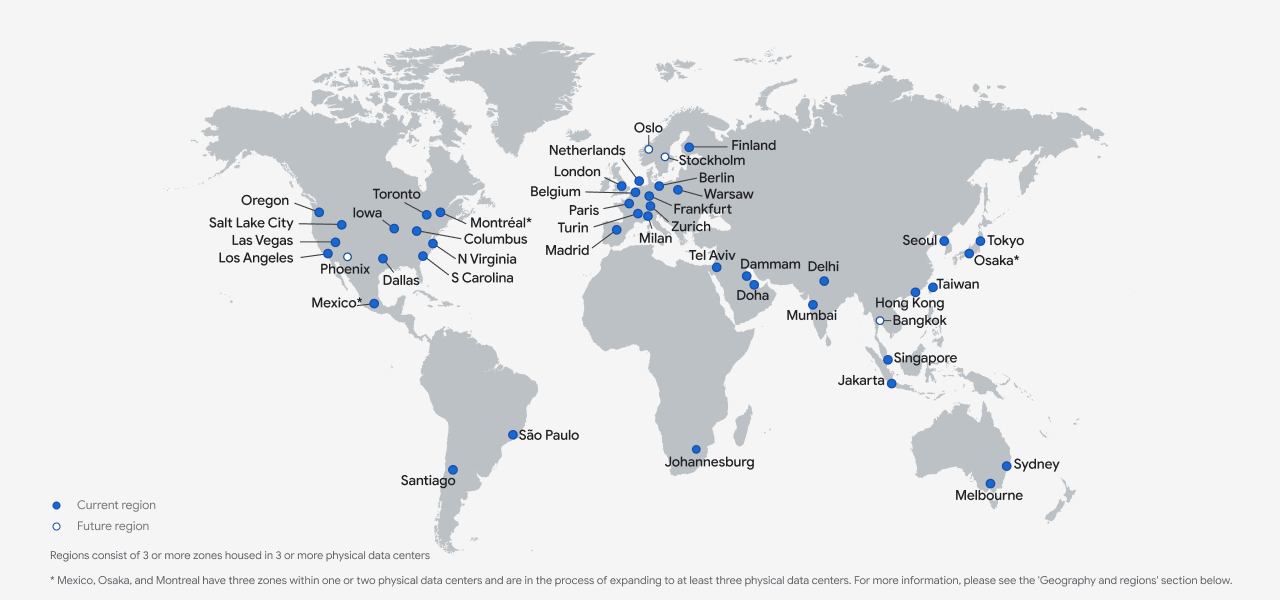 Oslo
Netherlands
Finland
Stockholm
London
Berlin
Belgium
Warsaw
Oregon
Toronto
Iowa
Paris
Frankfurt
Salt Lake City
Montréal*
Turin
Zurich
Las Vegas
Columbus
Milan
Seoul
Tokyo
Los Angeles
N Virginia
Madrid
Tel Aviv
Osaka*
Phoenix
Dallas
S Carolina
Dammam
Delhi
Doha
Taiwan
Mexico*
Mumbai
Hong Kong
Bangkok
Singapore
Jakarta
São Paulo
Johannesburg
Sydney
Santiago
Melbourne
Current region
Future region
Regions consist of 3 or more zones housed in 3 or more physical data centers
* Mexico, Osaka, and Montreal have three zones within one or two physical data centers and are in the process of expanding to at least three physical data centers. For more information, please see the 'Geography and regions' section below.